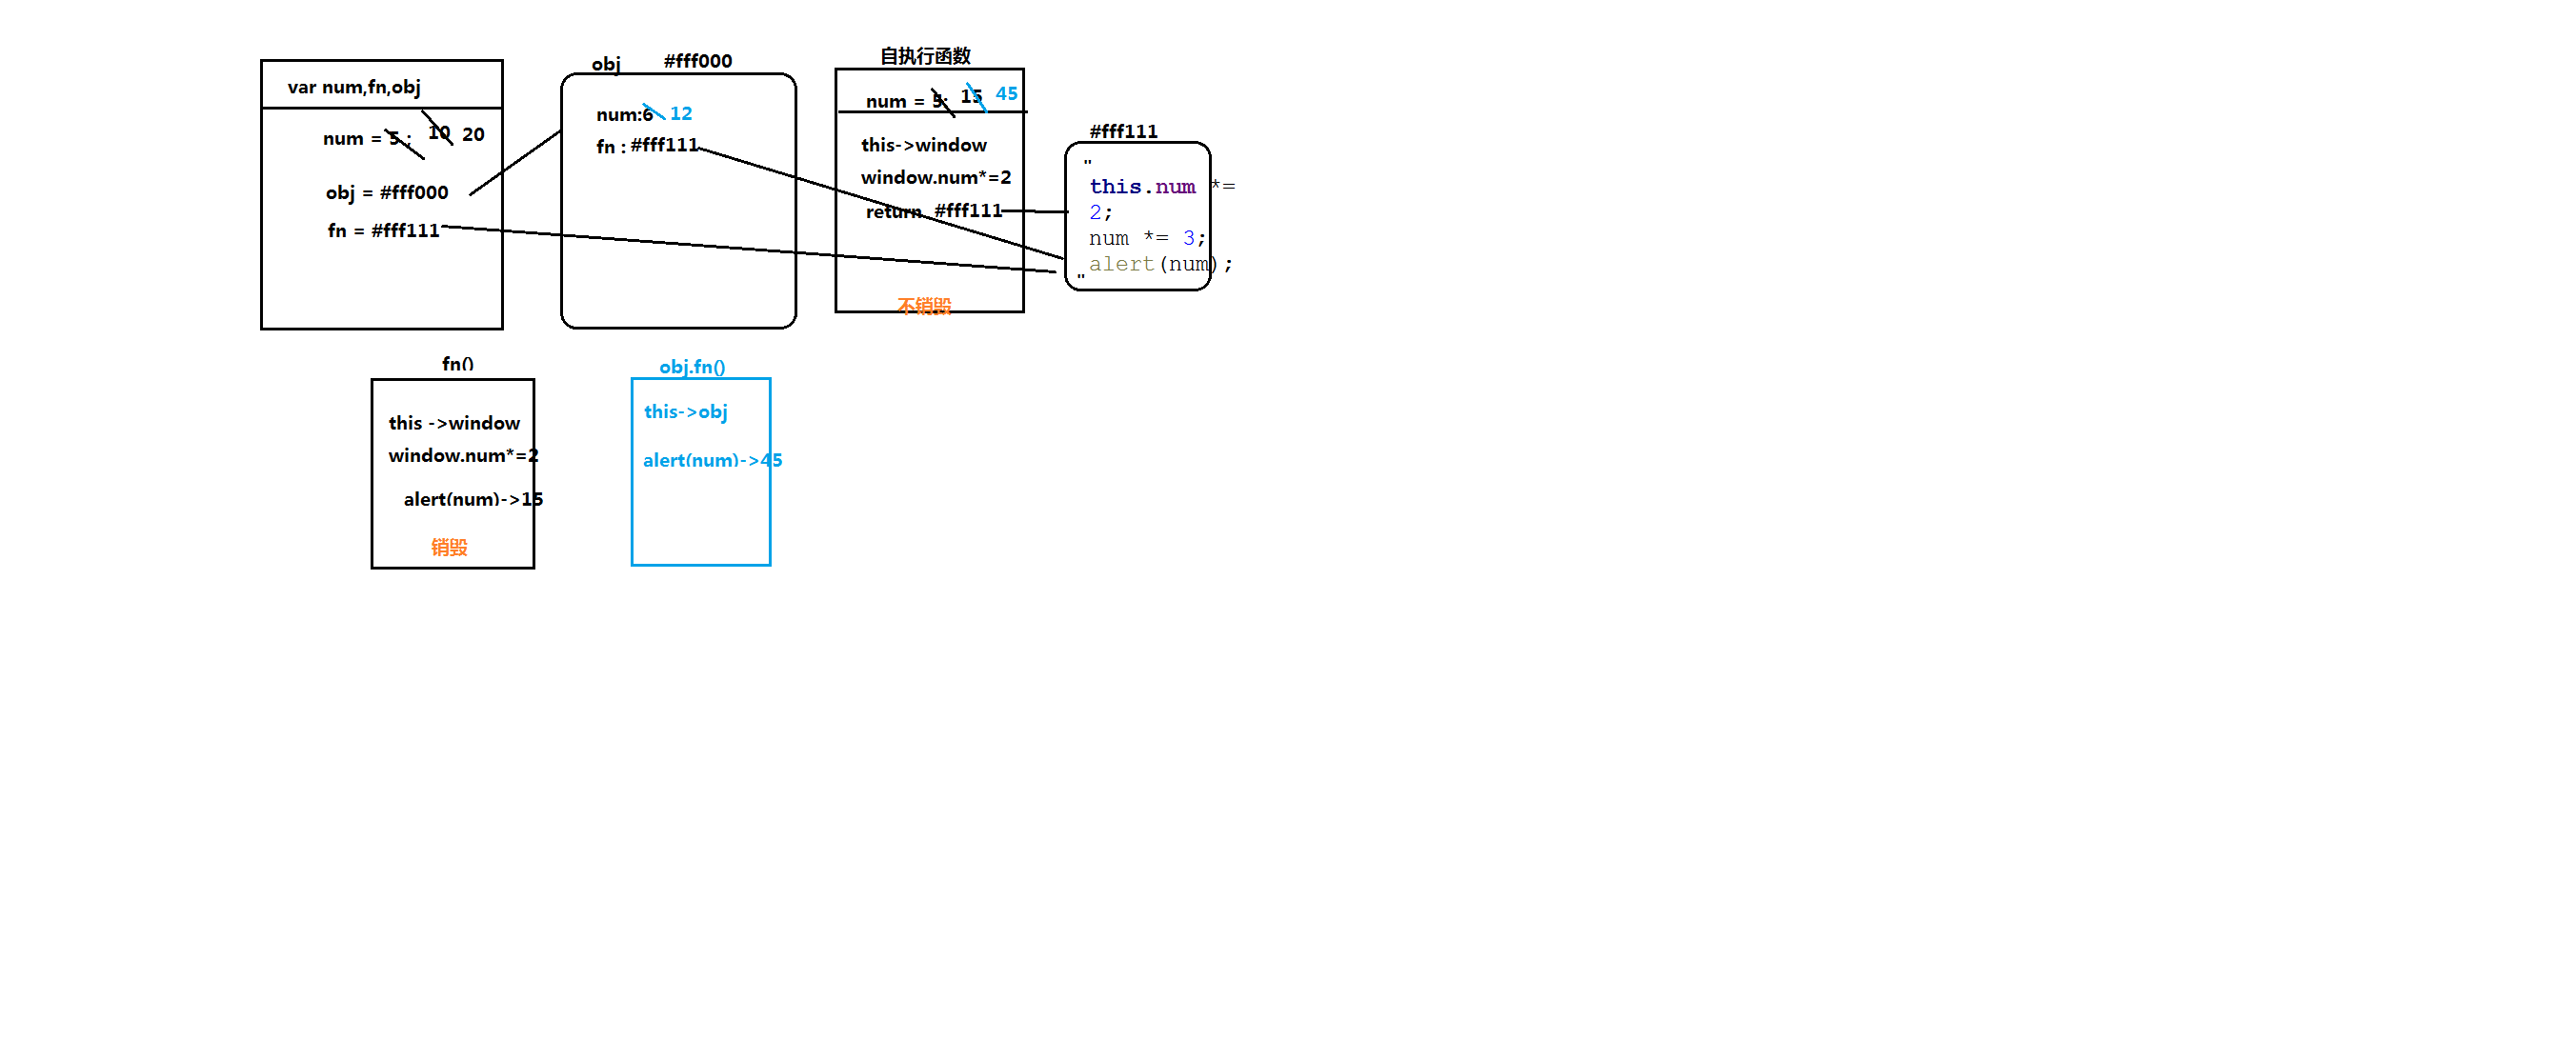 var num,fn,obj
num = 5 ; 10 20
obj = #fff000
fn = #fff111
obj #fff000
num:6 12
fn : #fff111
自执行函数
num = 5; 15 45
this->window
window.num*=2
return #fff111
不销毁
#fff111
"
this.num *=
2;
num *= 3;
alert(num);
"
fn()
this ->window
window.num*=2
alert(num)->15
销毁
obj.fn()
this->obj
alert(num)->45